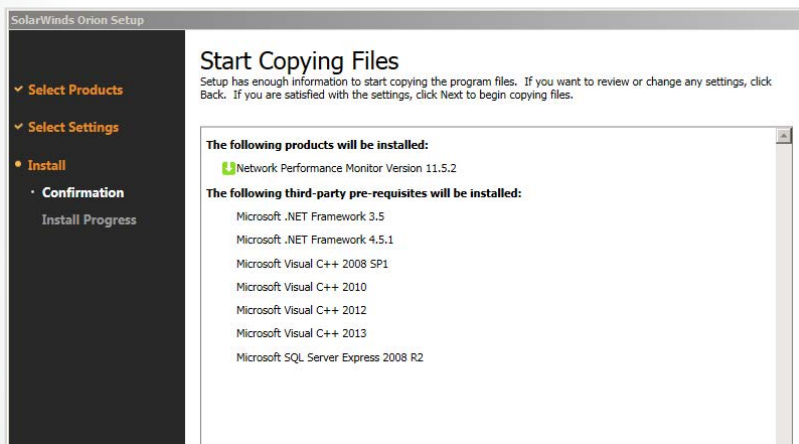 SolarWinds Orion Setup
Select Products
Select Settings
Install
Confirmation
Install Progress
Start Copying Files
Setup has enough information to start copying the program files. If you want to review or change any settings, click
Back. If you are satisfied with the settings, click Next to begin copying files.
The following products will be installed:
Network Performance Monitor Version 11.5.2
The following third-party pre-requisites will be installed:
Microsoft .NET Framework 3.5
Microsoft .NET Framework 4.5.1
Microsoft Visual C++ 2008 SP1
Microsoft Visual C++ 2010
Microsoft Visual C++ 2012
Microsoft Visual C++ 2013
Microsoft SQL Server Express 2008 R2